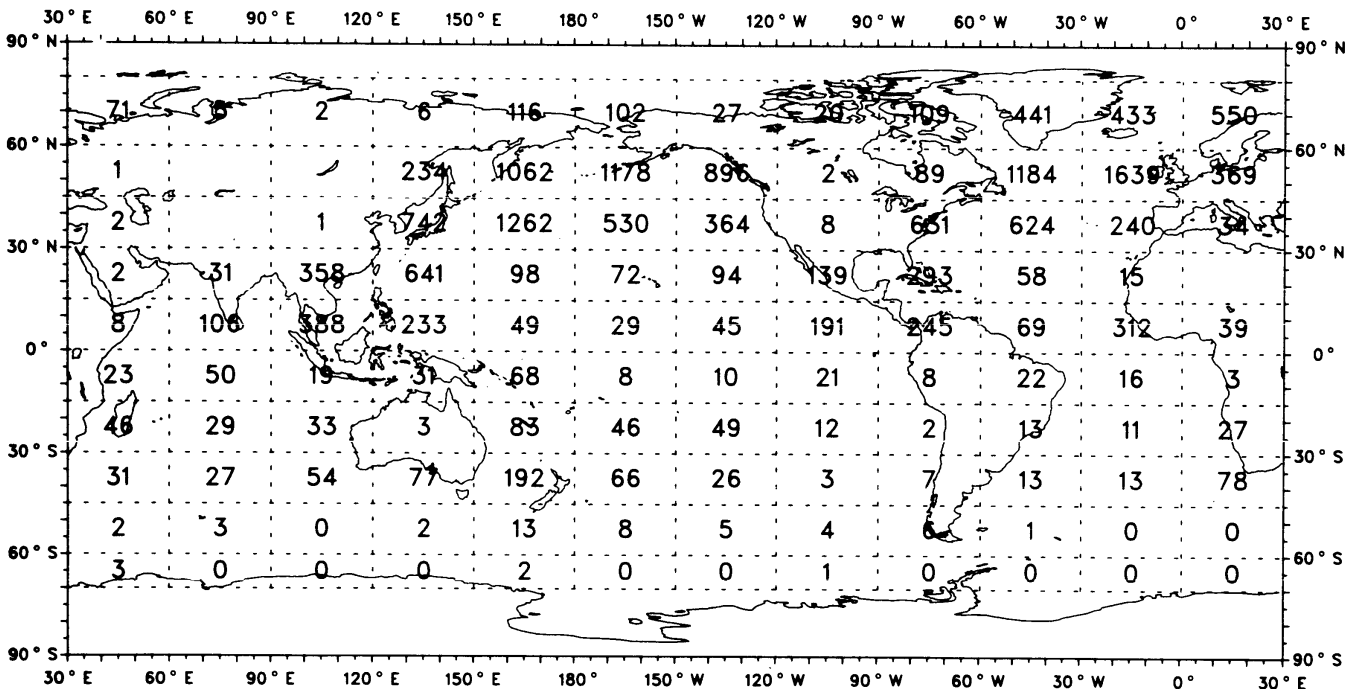 30° E 60° E 90° E 120° E 150° E 180° 150° W 120° W 90° W 60° W 30° W 0° 30° E
90° N 90° N
71 2 6 116 102 27 20 109 441 433 550
60° N 60° N
1 234 1062 1178 896 2 89 1184 1639 369
2 1 742 1262 530 364 8 651 624 240 34
30° N 30° N
2 31 358 641 98 72 94 139 293 58 15
8 106 388 233 49 29 45 191 245 69 312 39
0° 0°
23 50 19 31 68 8 10 21 8 22 16 3
46 29 33 3 83 46 49 12 2 13 11 27
30° S 30° S
31 27 54 77 192 66 26 3 7 13 13 78
2 3 0 2 13 8 5 4 6 1 0 0
60° S 60° S
3 0 0 0 2 0 0 1 0 0 0 0
90° S 90° S
30° E 60° E 90° E 120° E 150° E 180° 150° W 120° W 90° W 60° W 30° W 0° 30° E